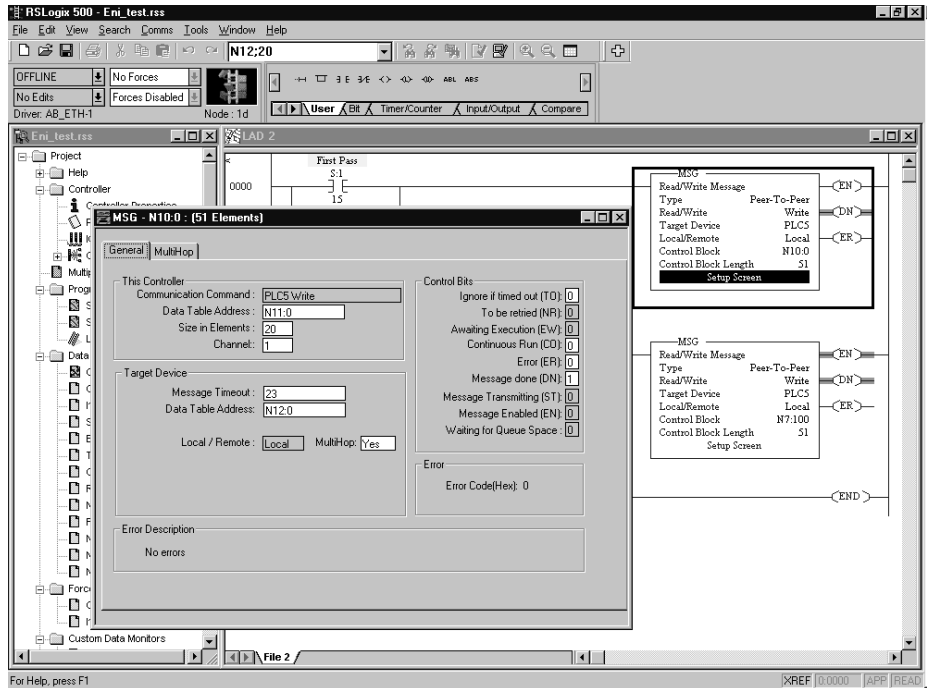 RSLogix 500 - Eni_test.rss
File Edit View Search Comms Tools Window Help
N12;20
OFFLINE No Forces
No Edits Forces Disabled
Driver: AB_ETH-1 Node : 1d
ABL ABS
User Bit Timer/Counter Input/Output Compare
Eni_test.rss
LAD 2
Project
Help
Controller
Controller Properties
Data
Custom Data Monitors
First Pass
S:1
0000
15
MSG
Read/Write Message
Type Peer-To-Peer
Read/Write Write
Target Device PLC5
Local/Remote Local
Control Block N10:0
Control Block Length 51
Setup Screen
EN
DN
ER
MSG
Read/Write Message
Type Peer-To-Peer
Read/Write Write
Target Device PLC5
Local/Remote Local
Control Block N7:100
Control Block Length 51
Setup Screen
EN
DN
ER
END
MSG - N10:0 : (51 Elements)
General MultiHop
This Controller
Communication Command : PLC5 Write
Data Table Address : N11:0
Size in Elements : 20
Channel: : 1
Target Device
Message Timeout : 23
Data Table Address: N12:0
Local / Remote : Local MultiHop: Yes
Control Bits
Ignore if timed out (TO): 0
To be retried (NR): 0
Awaiting Execution (EW): 0
Continuous Run (CO): 0
Error (ER): 0
Message done (DN): 1
Message Transmitting (ST): 0
Message Enabled (EN): 0
Waiting for Queue Space : 0
Error
Error Code(Hex): 0
Error Description
No errors
File 2
For Help, press F1
XREF 0:0000 APP READ